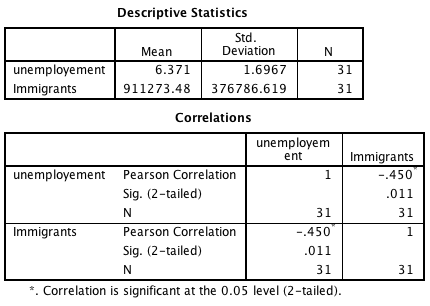 Descriptive Statistics
Mean Std. Deviation N
unemployement 6.371 1.6967 31
Immigrants 911273.48 376786.619 31
Correlations
unemployem ent Immigrants
unemployement Pearson Correlation 1 -.450*
Sig. (2-tailed) .011
N 31 31
Immigrants Pearson Correlation -.450* 1
Sig. (2-tailed) .011
N 31 31
*. Correlation is significant at the 0.05 level (2-tailed).